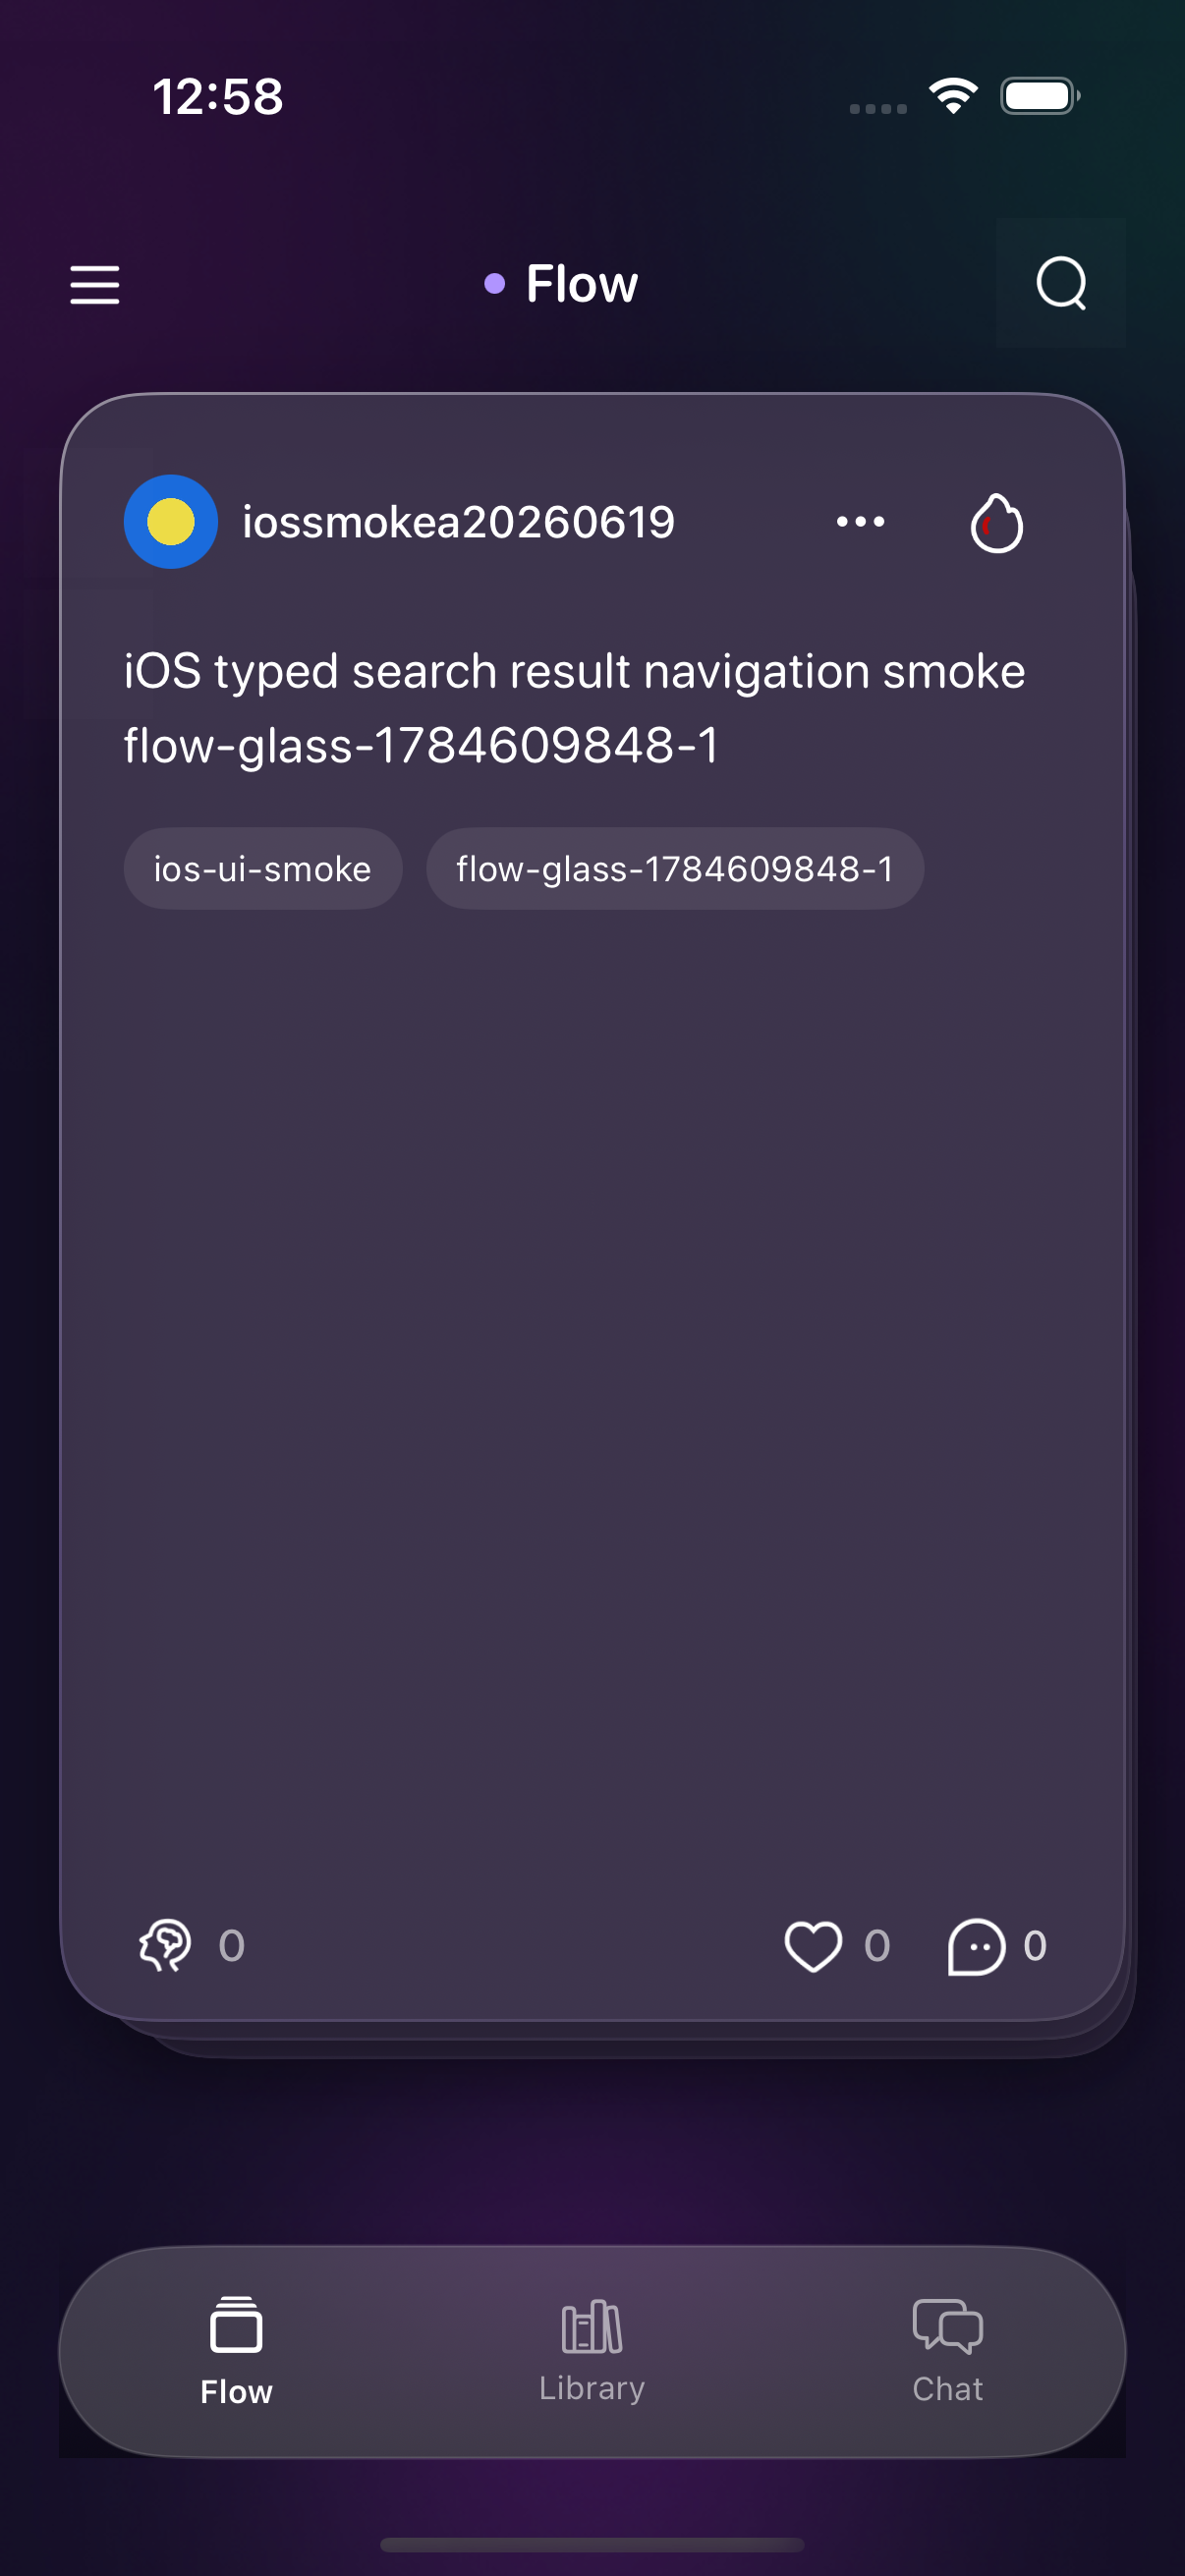 12:58
Flow
iossmokea20260619
iOS typed search result navigation smoke
flow-glass-1784609848-1
ios-ui-smoke flow-glass-1784609848-1
0 0 0
Flow Library Chat